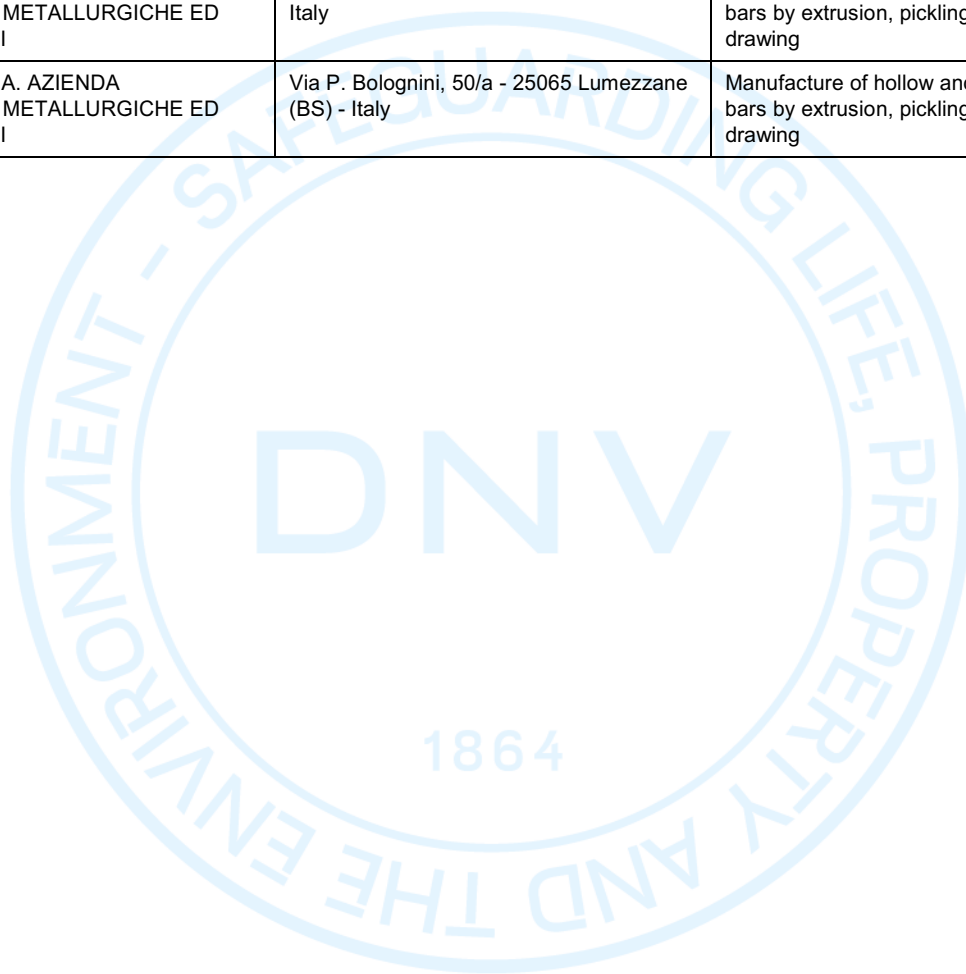 METALLURGICHE ED
I
Italy
bars by extrusion, pickling
drawing
A. AZIENDA
METALLURGICHE ED
I
Via P. Bolognini, 50/a - 25065 Lumezzane
(BS) - Italy
Manufacture of hollow and
bars by extrusion, pickling
drawing
SAFEGUARDING LIFE, PROPERTY AND THE ENVIRONMENT -
DNV
1864